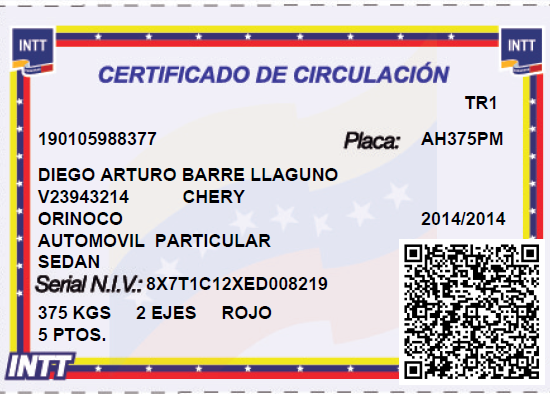 INTT INTT
CERTIFICADO DE CIRCULACIÓN
TR1
190105988377 Placa: AH375PM
DIEGO ARTURO BARRE LLAGUNO
V23943214 CHERY
ORINOCO 2014/2014
AUTOMOVIL PARTICULAR
SEDAN
Serial N.I.V.: 8X7T1C12XED008219
375 KGS 2 EJES ROJO
5 PTOS.
INTT